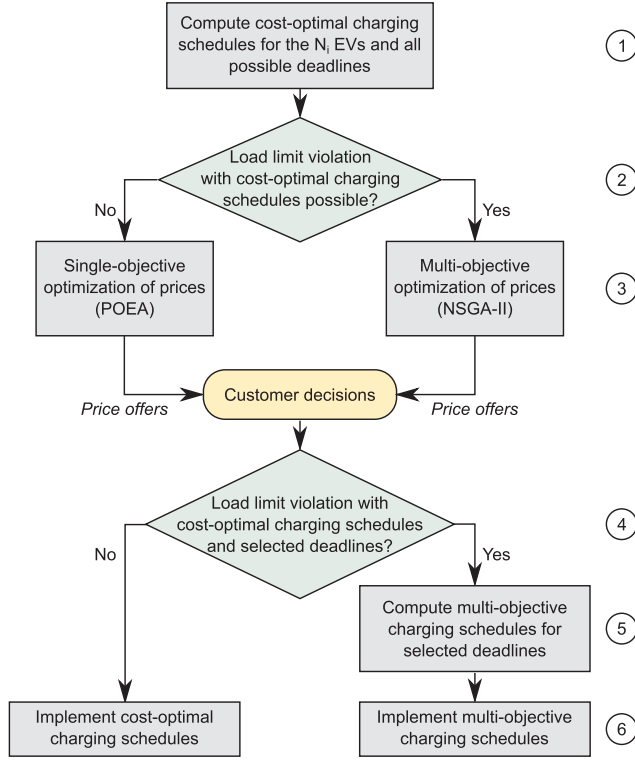 Compute cost-optimal charging
schedules for the Nᵢ EVs and all
possible deadlines
1
Load limit violation
with cost-optimal charging
schedules possible?
2
No
Yes
Single-objective
optimization of prices
(POEA)
Multi-objective
optimization of prices
(NSGA-II)
3
Customer decisions
Price offers
Price offers
Load limit violation with
cost-optimal charging schedules
and selected deadlines?
4
No
Yes
Compute multi-objective
charging schedules for
selected deadlines
5
Implement cost-optimal
charging schedules
Implement multi-objective
charging schedules
6